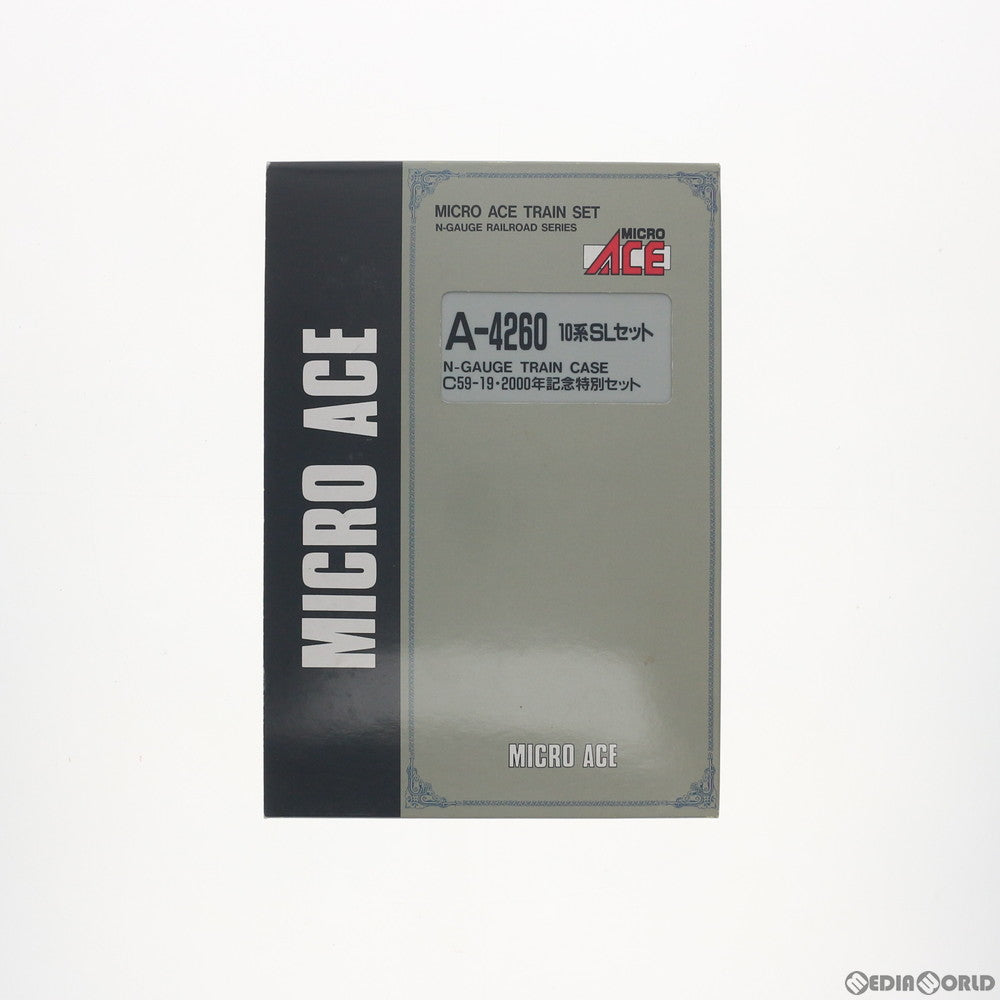 MICRO ACE
MICRO ACE TRAIN SET
N-GAUGE RAILROAD SERIES
MICRO
ACE
A-4260 10系SLセット
N-GAUGE TRAIN CASE
C59-19・2000年記念特別セット
MICRO ACE
MEDIAWORLD